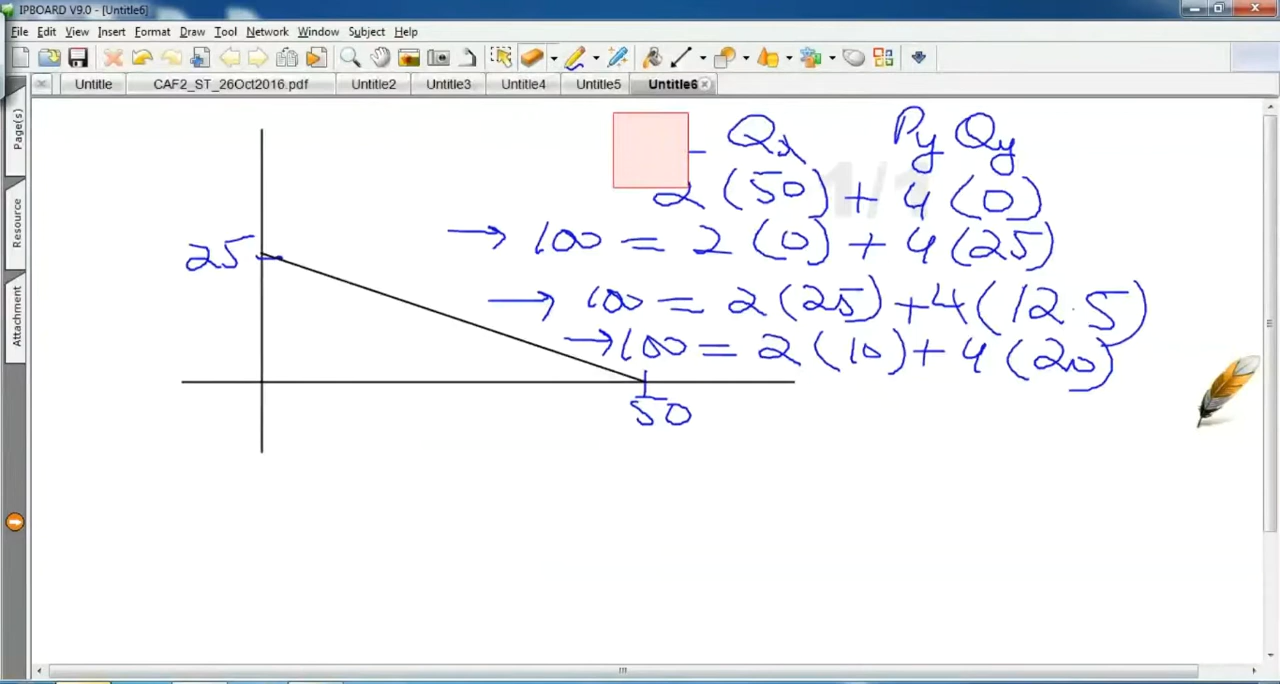 IPBOARD V9.0 - [Untitle6]
File Edit View Insert Format Draw Tool Network Window Subject Help
Untitle CAF2_ST_26Oct2016.pdf Untitle2 Untitle3 Untitle4 Untitle5 Untitle6
Page(s)
Resource
Attachment
Qx Py Qy
2 (50) + 4 (0)
1/1
→ 100 = 2 (0) + 4 (25)
25
→ 100 = 2 (25) + 4 (12.5)
→ 100 = 2 (10) + 4 (20)
50